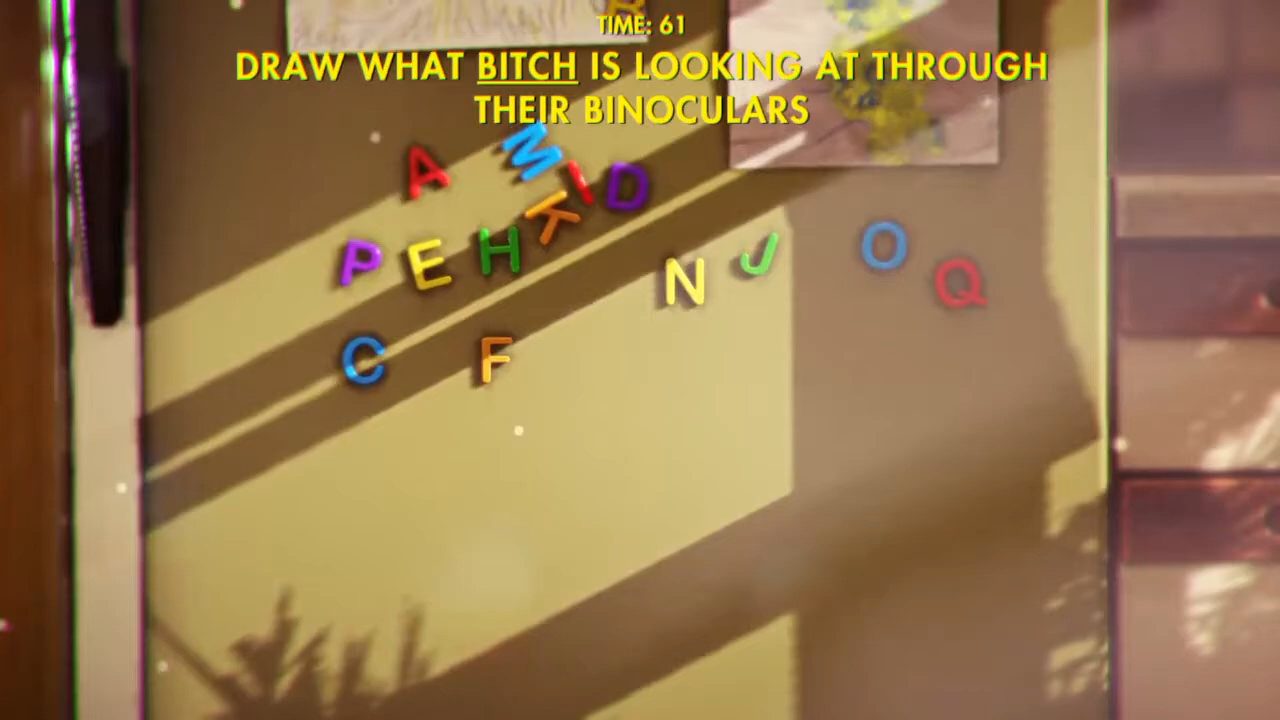 R
TIME: 61
DRAW WHAT BITCH IS LOOKING AT THROUGH
THEIR BINOCULARS
A M I D
K
P E H N J O Q
C F